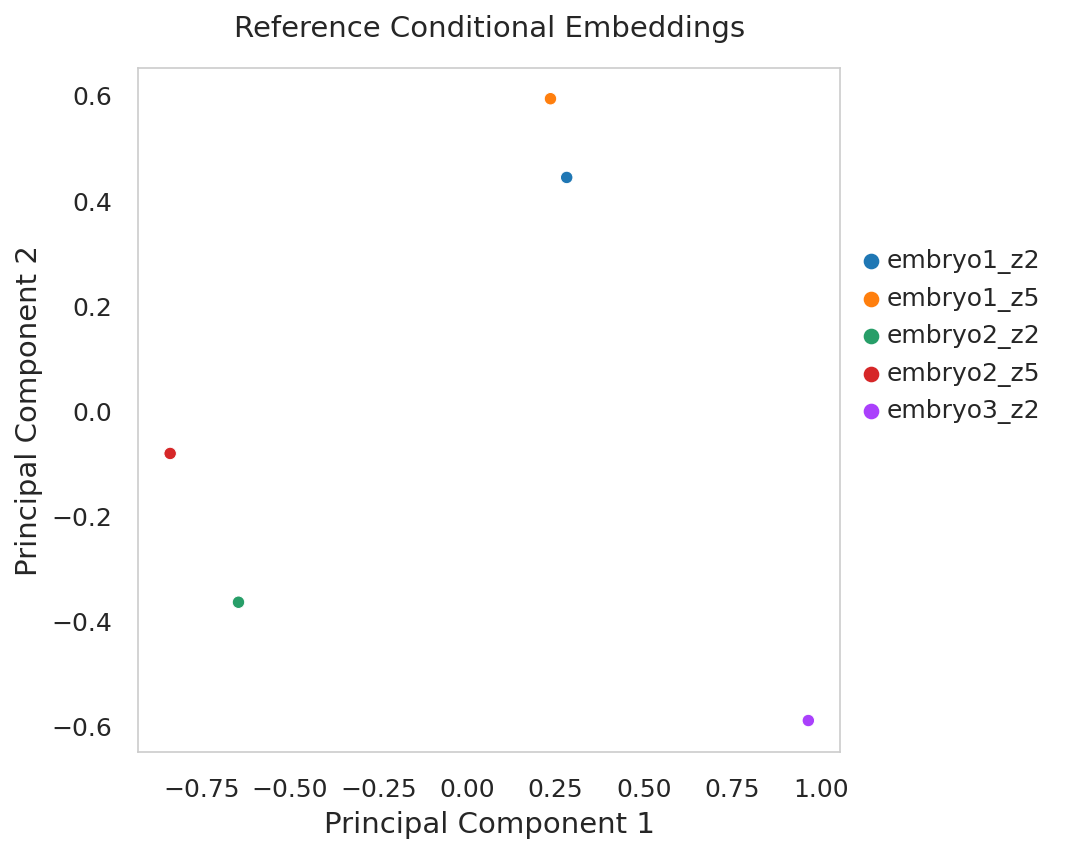 Reference Conditional Embeddings
0.6
0.4
0.2
0.0
−0.2
−0.4
−0.6
Principal Component 2
−0.75 −0.50 −0.25 0.00 0.25 0.50 0.75 1.00
Principal Component 1
embryo1_z2
embryo1_z5
embryo2_z2
embryo2_z5
embryo3_z2